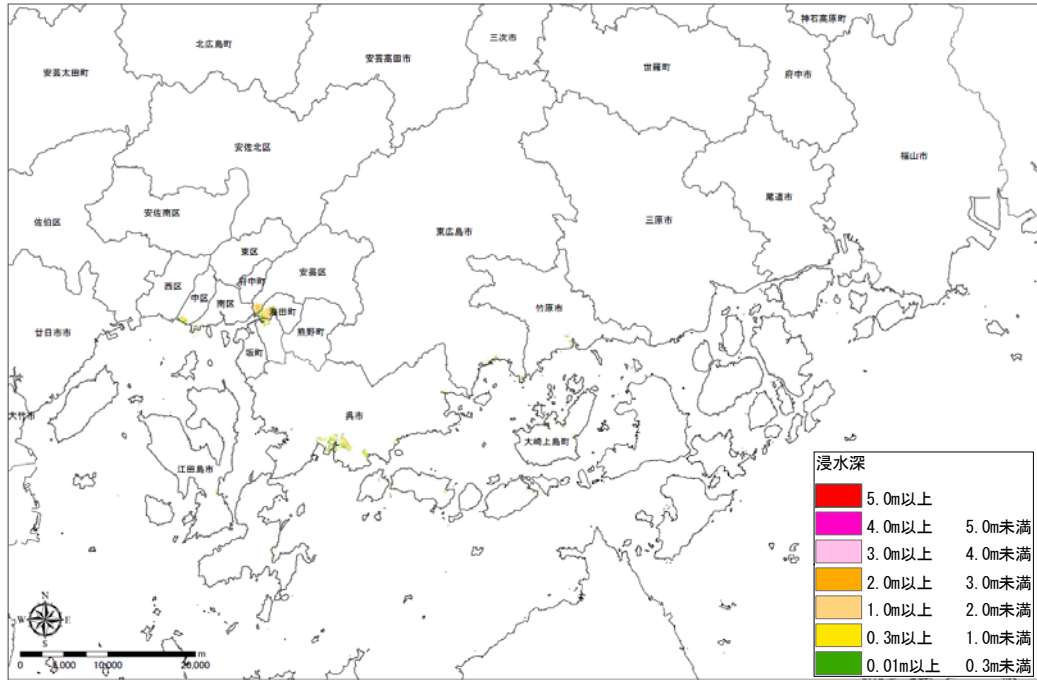 神石高原町
三次市
北広島町
安芸高田市
世羅町
安芸太田町
府中市
安佐北区
福山市
尾道市
佐伯区
安佐南区
三原市
東広島市
東区
安芸区
府中町
西区
中区
南区
海田町
竹原市
熊野町
廿日市市
坂町
大竹市
呉市
大崎上島町
江田島市
浸水深
5.0m以上
4.0m以上 5.0m未満
3.0m以上 4.0m未満
2.0m以上 3.0m未満
1.0m以上 2.0m未満
0.3m以上 1.0m未満
0.01m以上 0.3m未満
N
W E
S
m
0 5,000 10,000 20,000